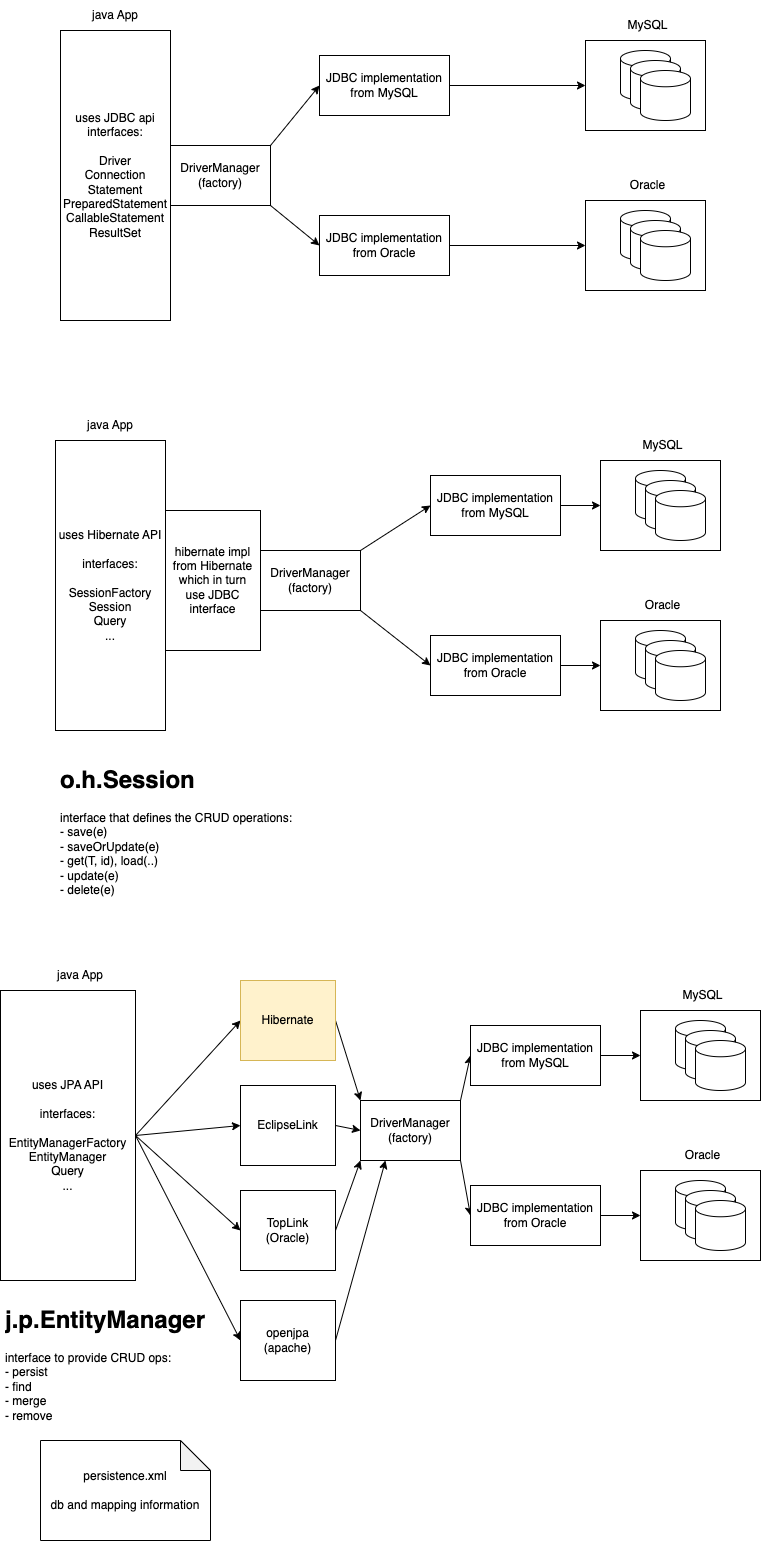 java App
uses JDBC api
interfaces:
Driver
Connection
Statement
PreparedStatement
CallableStatement
ResultSet
DriverManager
(factory)
JDBC implementation
from MySQL
MySQL
JDBC implementation
from Oracle
Oracle
java App
uses Hibernate API
interfaces:
SessionFactory
Session
Query
...
hibernate impl
from Hibernate
which in turn
use JDBC
interface
DriverManager
(factory)
JDBC implementation
from MySQL
MySQL
JDBC implementation
from Oracle
Oracle
o.h.Session
interface that defines the CRUD operations:
- save(e)
- saveOrUpdate(e)
- get(T, id), load(..)
- update(e)
- delete(e)
java App
uses JPA API
interfaces:
EntityManagerFactory
EntityManager
Query
...
Hibernate
EclipseLink
TopLink
(Oracle)
openjpa
(apache)
DriverManager
(factory)
JDBC implementation
from MySQL
MySQL
JDBC implementation
from Oracle
Oracle
j.p.EntityManager
interface to provide CRUD ops:
- persist
- find
- merge
- remove
persistence.xml
db and mapping information